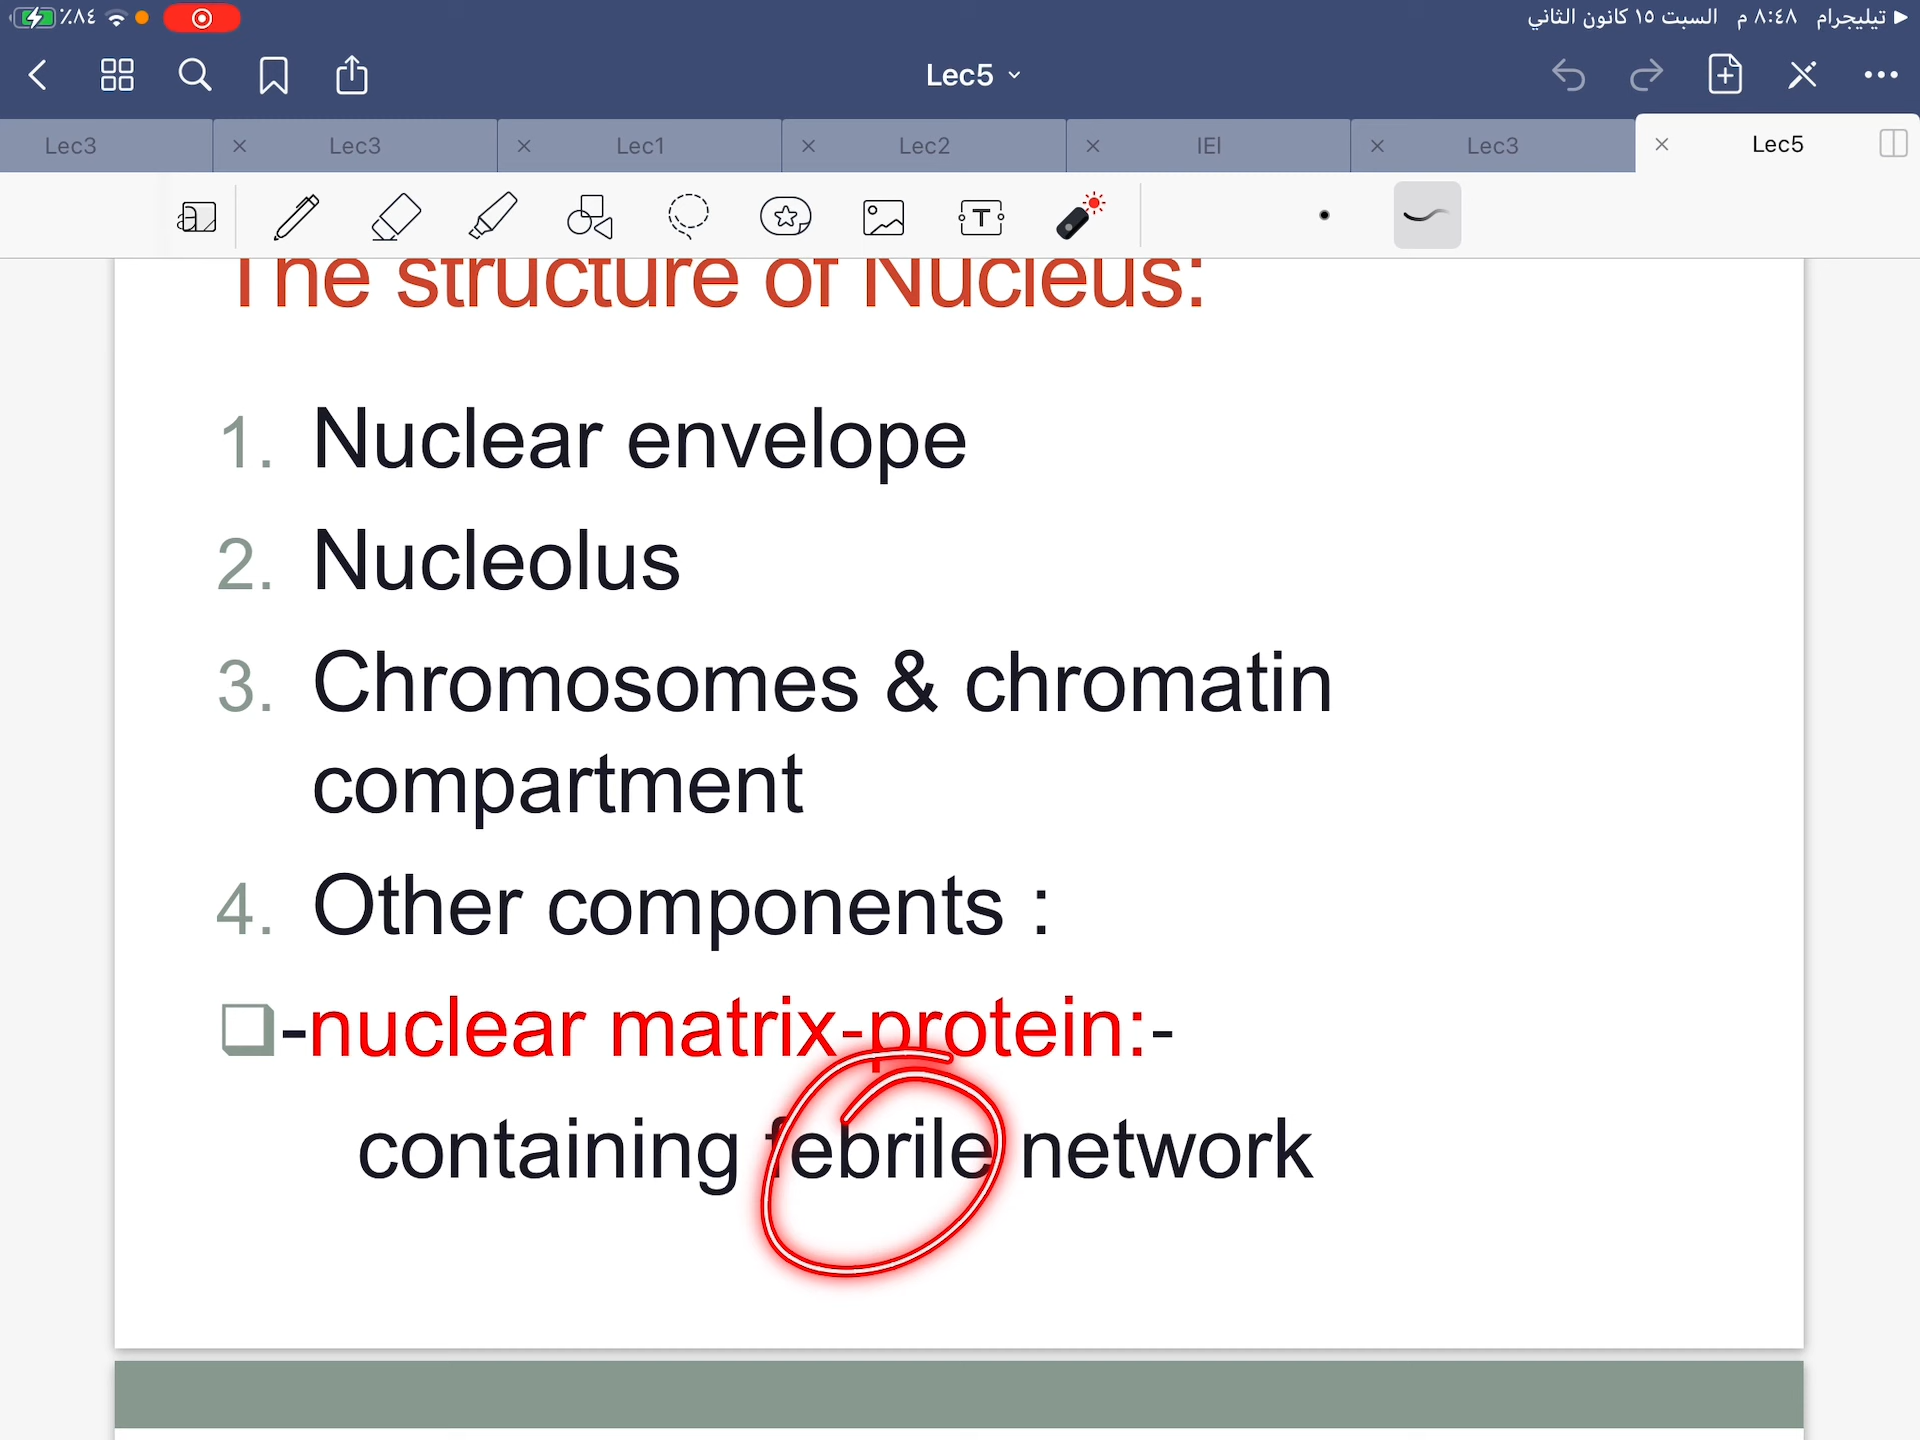 ٪٨٤ السبت ١٥ كانون الثاني ٨:٤٨ م تيليجرام
Lec5
Lec3 Lec3 Lec1 Lec2 IEI Lec3 Lec5
The structure of Nucleus:
1. Nuclear envelope
2. Nucleolus
3. Chromosomes & chromatin
compartment
4. Other components :
-nuclear matrix-protein:-
containing febrile network